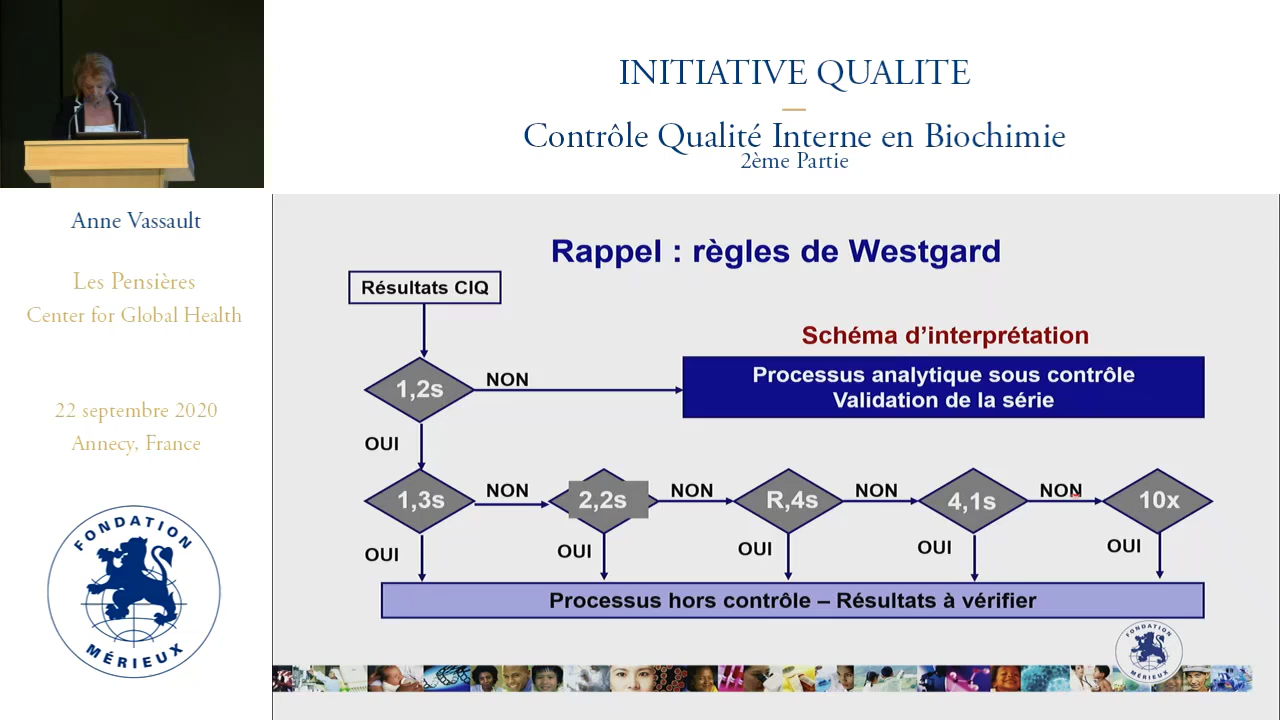 INITIATIVE QUALITE
Contrôle Qualité Interne en Biochimie
2ème Partie
Anne Vassault
Les Pensières
Center for Global Health
22 septembre 2020
Annecy, France
FONDATION
MÉRIEUX
Rappel : règles de Westgard
Résultats CIQ
Schéma d’interprétation
1,2s
NON
Processus analytique sous contrôle
Validation de la série
OUI
1,3s
NON
2,2s
NON
R,4s
NON
4,1s
NON
10x
OUI
OUI
OUI
OUI
OUI
Processus hors contrôle – Résultats à vérifier
FONDATION
MÉRIEUX